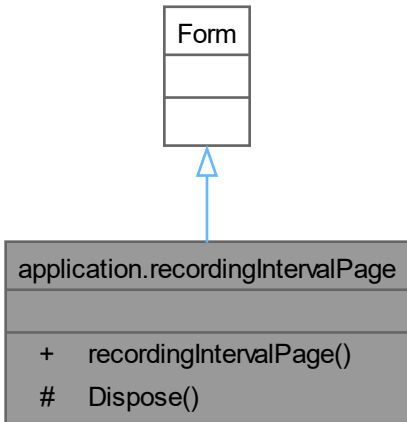 Form
application.recordingIntervalPage
+ recordingIntervalPage()
# Dispose()